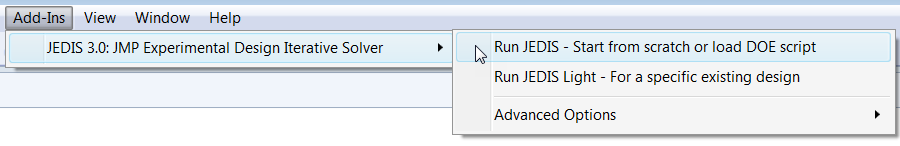 Add-Ins View Window Help
JEDIS 3.0: JMP Experimental Design Iterative Solver
Run JEDIS - Start from scratch or load DOE script
Run JEDIS Light - For a specific existing design
Advanced Options